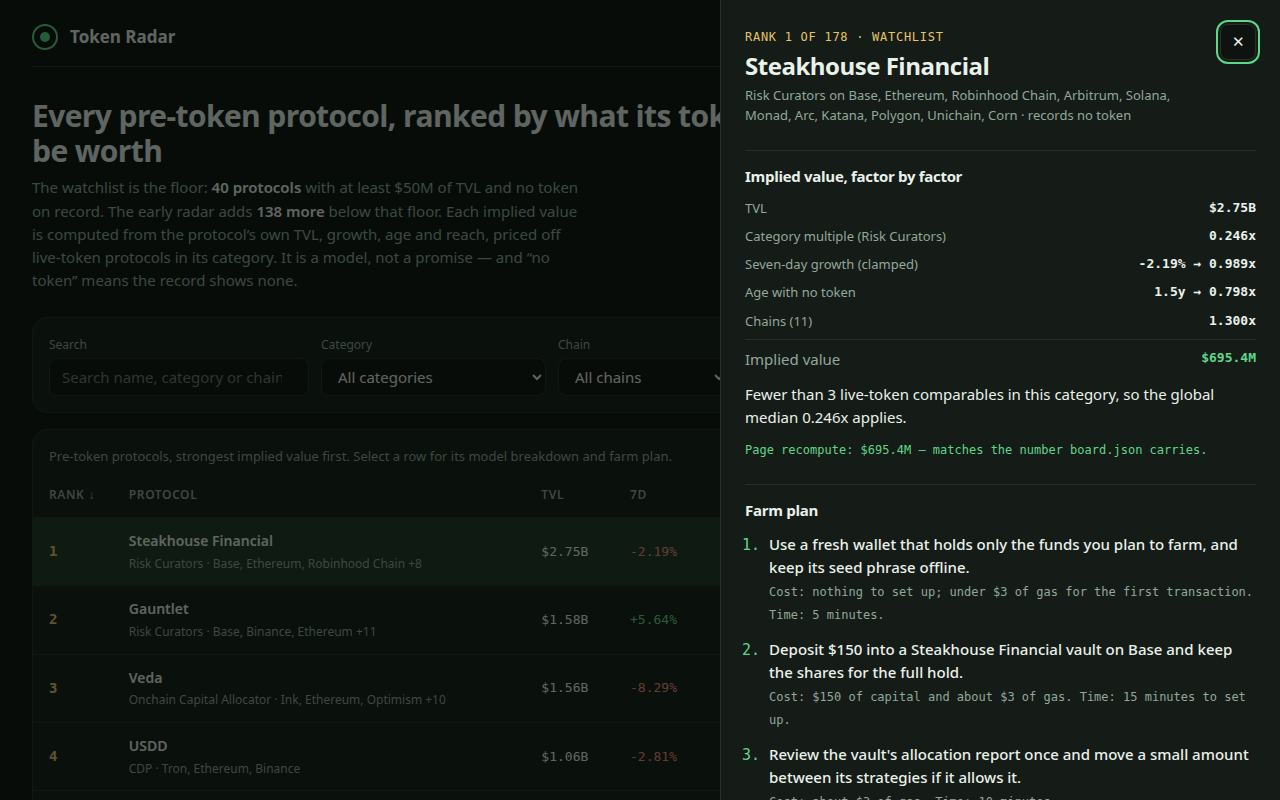 Token Radar
Every pre-token protocol, ranked by what its tok
be worth
The watchlist is the floor: 40 protocols with at least $50M of TVL and no token
on record. The early radar adds 138 more below that floor. Each implied value
is computed from the protocol's own TVL, growth, age and reach, priced off
live-token protocols in its category. It is a model, not a promise — and “no
token” means the record shows none.
Search
Category
Chain
Search name, category or chain
All categories
All chains
Pre-token protocols, strongest implied value first. Select a row for its model breakdown and farm plan.
RANK ↓ PROTOCOL TVL 7D
1 Steakhouse Financial $2.75B -2.19%
Risk Curators · Base, Ethereum, Robinhood Chain +8
2 Gauntlet $1.58B +5.64%
Risk Curators · Base, Binance, Ethereum +11
3 Veda $1.56B -8.29%
Onchain Capital Allocator · Ink, Ethereum, Optimism +10
4 USDD $1.06B -2.81%
CDP · Tron, Ethereum, Binance
RANK 1 OF 178 · WATCHLIST
✕
Steakhouse Financial
Risk Curators on Base, Ethereum, Robinhood Chain, Arbitrum, Solana,
Monad, Arc, Katana, Polygon, Unichain, Corn · records no token
Implied value, factor by factor
TVL $2.75B
Category multiple (Risk Curators) 0.246x
Seven-day growth (clamped) -2.19% → 0.989x
Age with no token 1.5y → 0.798x
Chains (11) 1.300x
Implied value $695.4M
Fewer than 3 live-token comparables in this category, so the global
median 0.246x applies.
Page recompute: $695.4M — matches the number board.json carries.
Farm plan
1. Use a fresh wallet that holds only the funds you plan to farm, and
keep its seed phrase offline.
Cost: nothing to set up; under $3 of gas for the first transaction.
Time: 5 minutes.
2. Deposit $150 into a Steakhouse Financial vault on Base and keep
the shares for the full hold.
Cost: $150 of capital and about $3 of gas. Time: 15 minutes to set
up.
3. Review the vault's allocation report once and move a small amount
between its strategies if it allows it.
Cost: about $3 of gas. Time: 10 minutes.